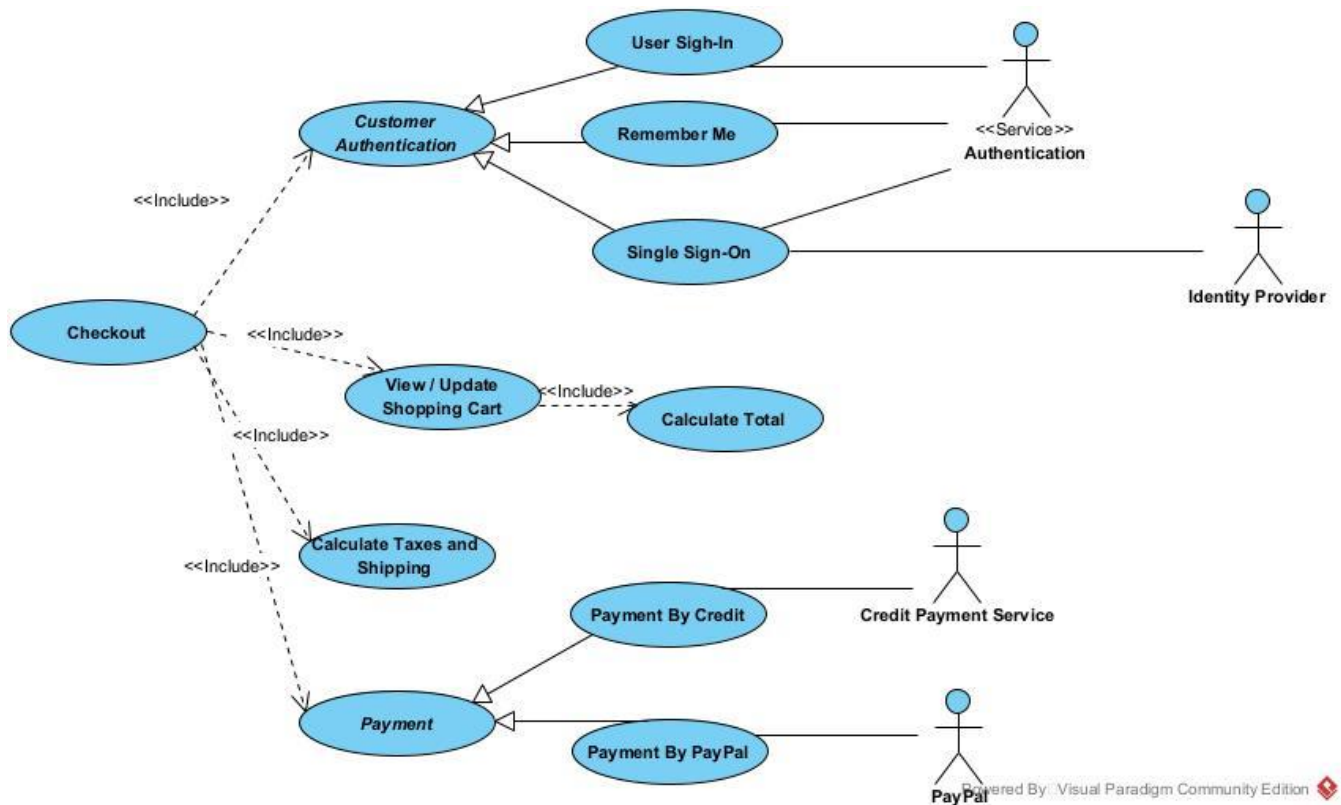 User Sigh-In
Customer
Authentication
Remember Me
<<Service>>
Authentication
<<Include>>
Single Sign-On
Identity Provider
Checkout
<<Include>>
View / Update
Shopping Cart
<<Include>>
Calculate Total
<<Include>>
Calculate Taxes and
Shipping
<<Include>>
Payment By Credit
Credit Payment Service
Payment
Payment By PayPal
PayPal
Powered By Visual Paradigm Community Edition